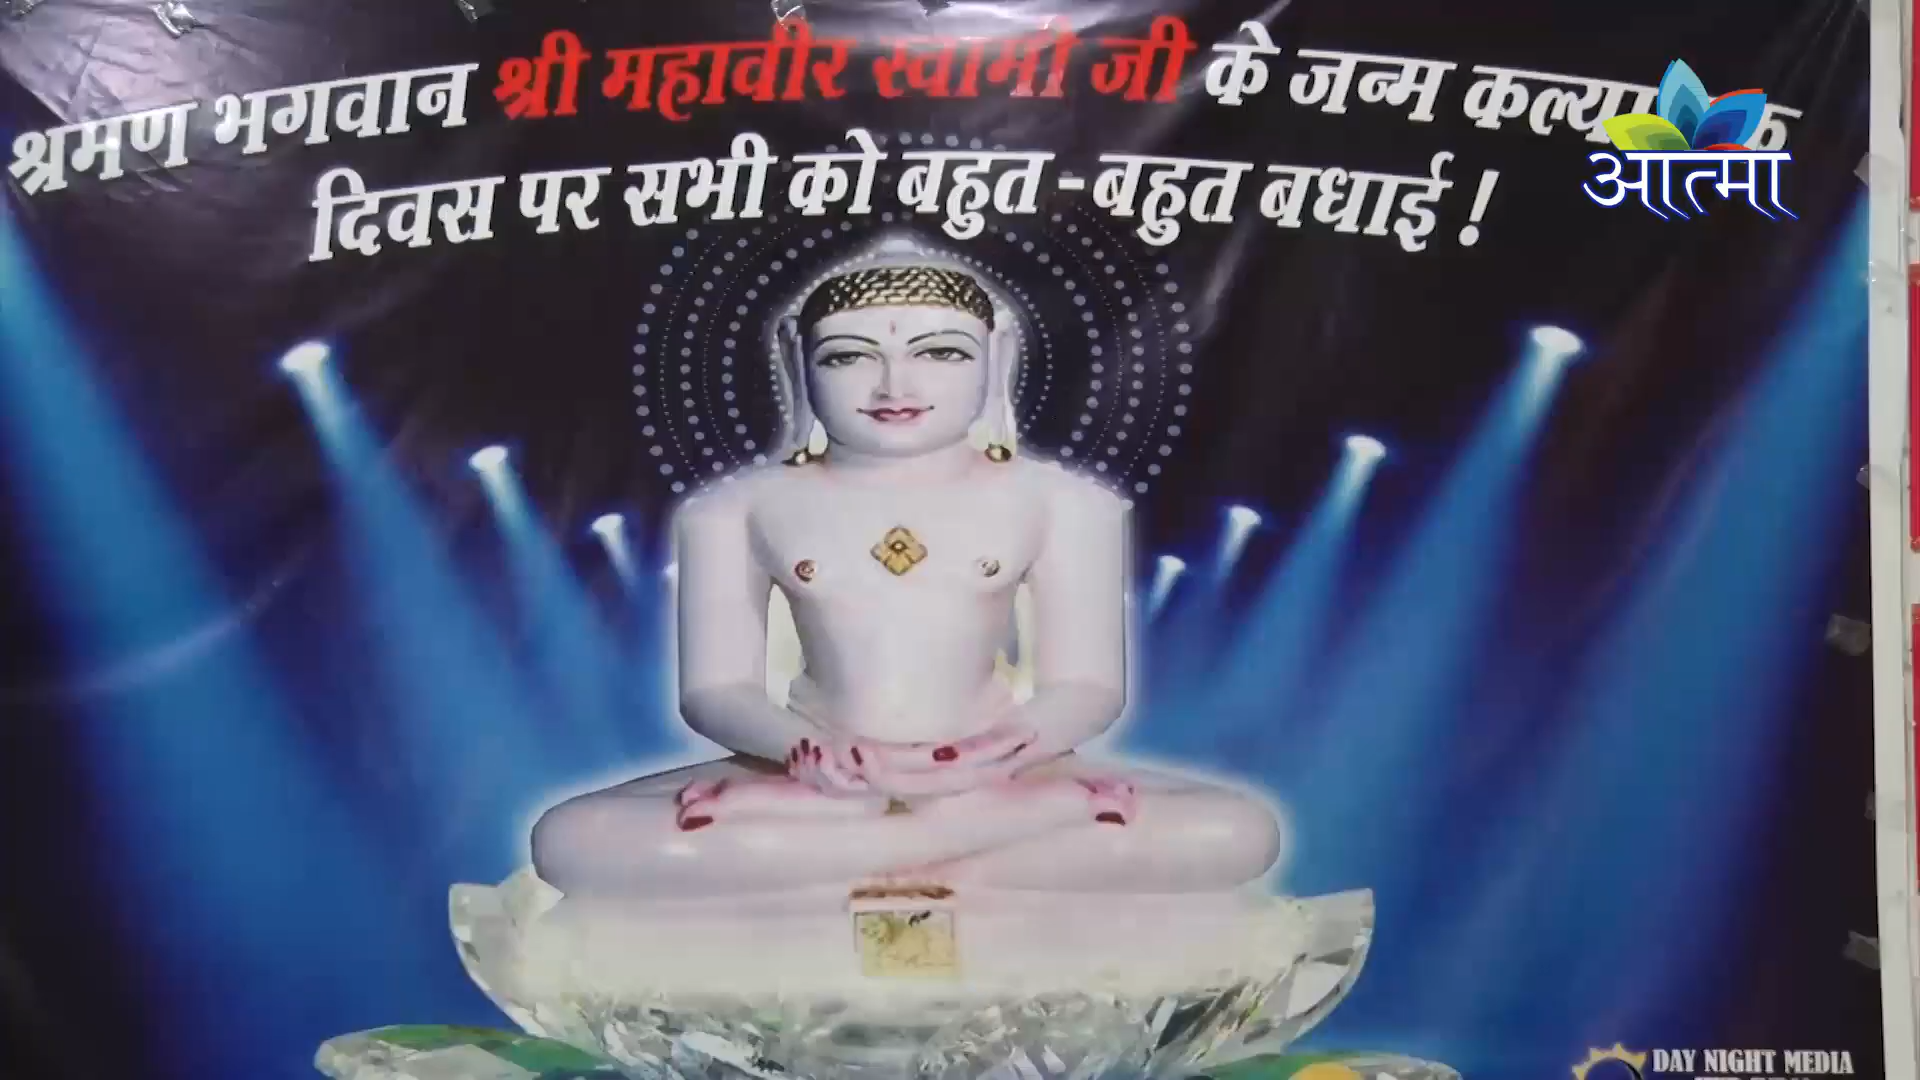 श्रमण भगवान श्री महावीर स्वामी जी के जन्म
दिवस पर सभी को बहुत-बहुत बधाई !
आत्मा
DAY NIGHT MEDIA